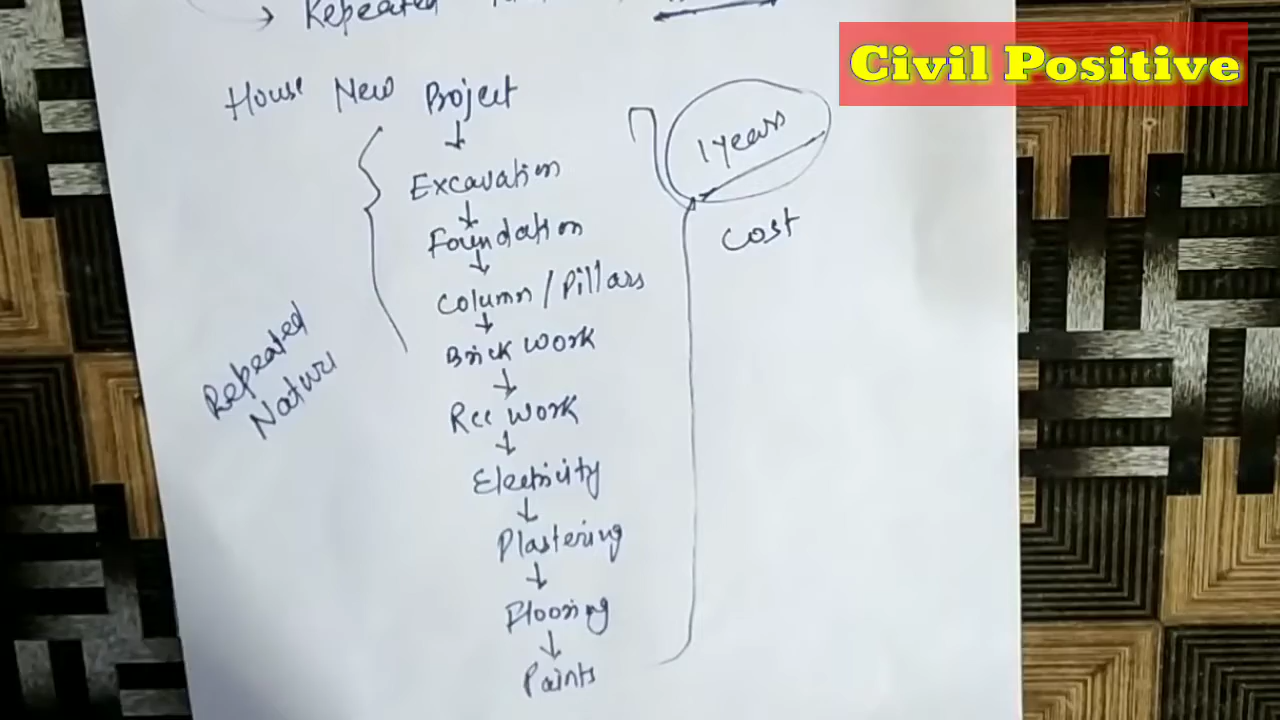 Repeated
Civil Positive
House New Project
Excavation
Foundation
Column / Pillars
Brick work
Rcc work
Electricity
Plastering
Flooring
Paints
Repeated
Nature
1 years
Cost